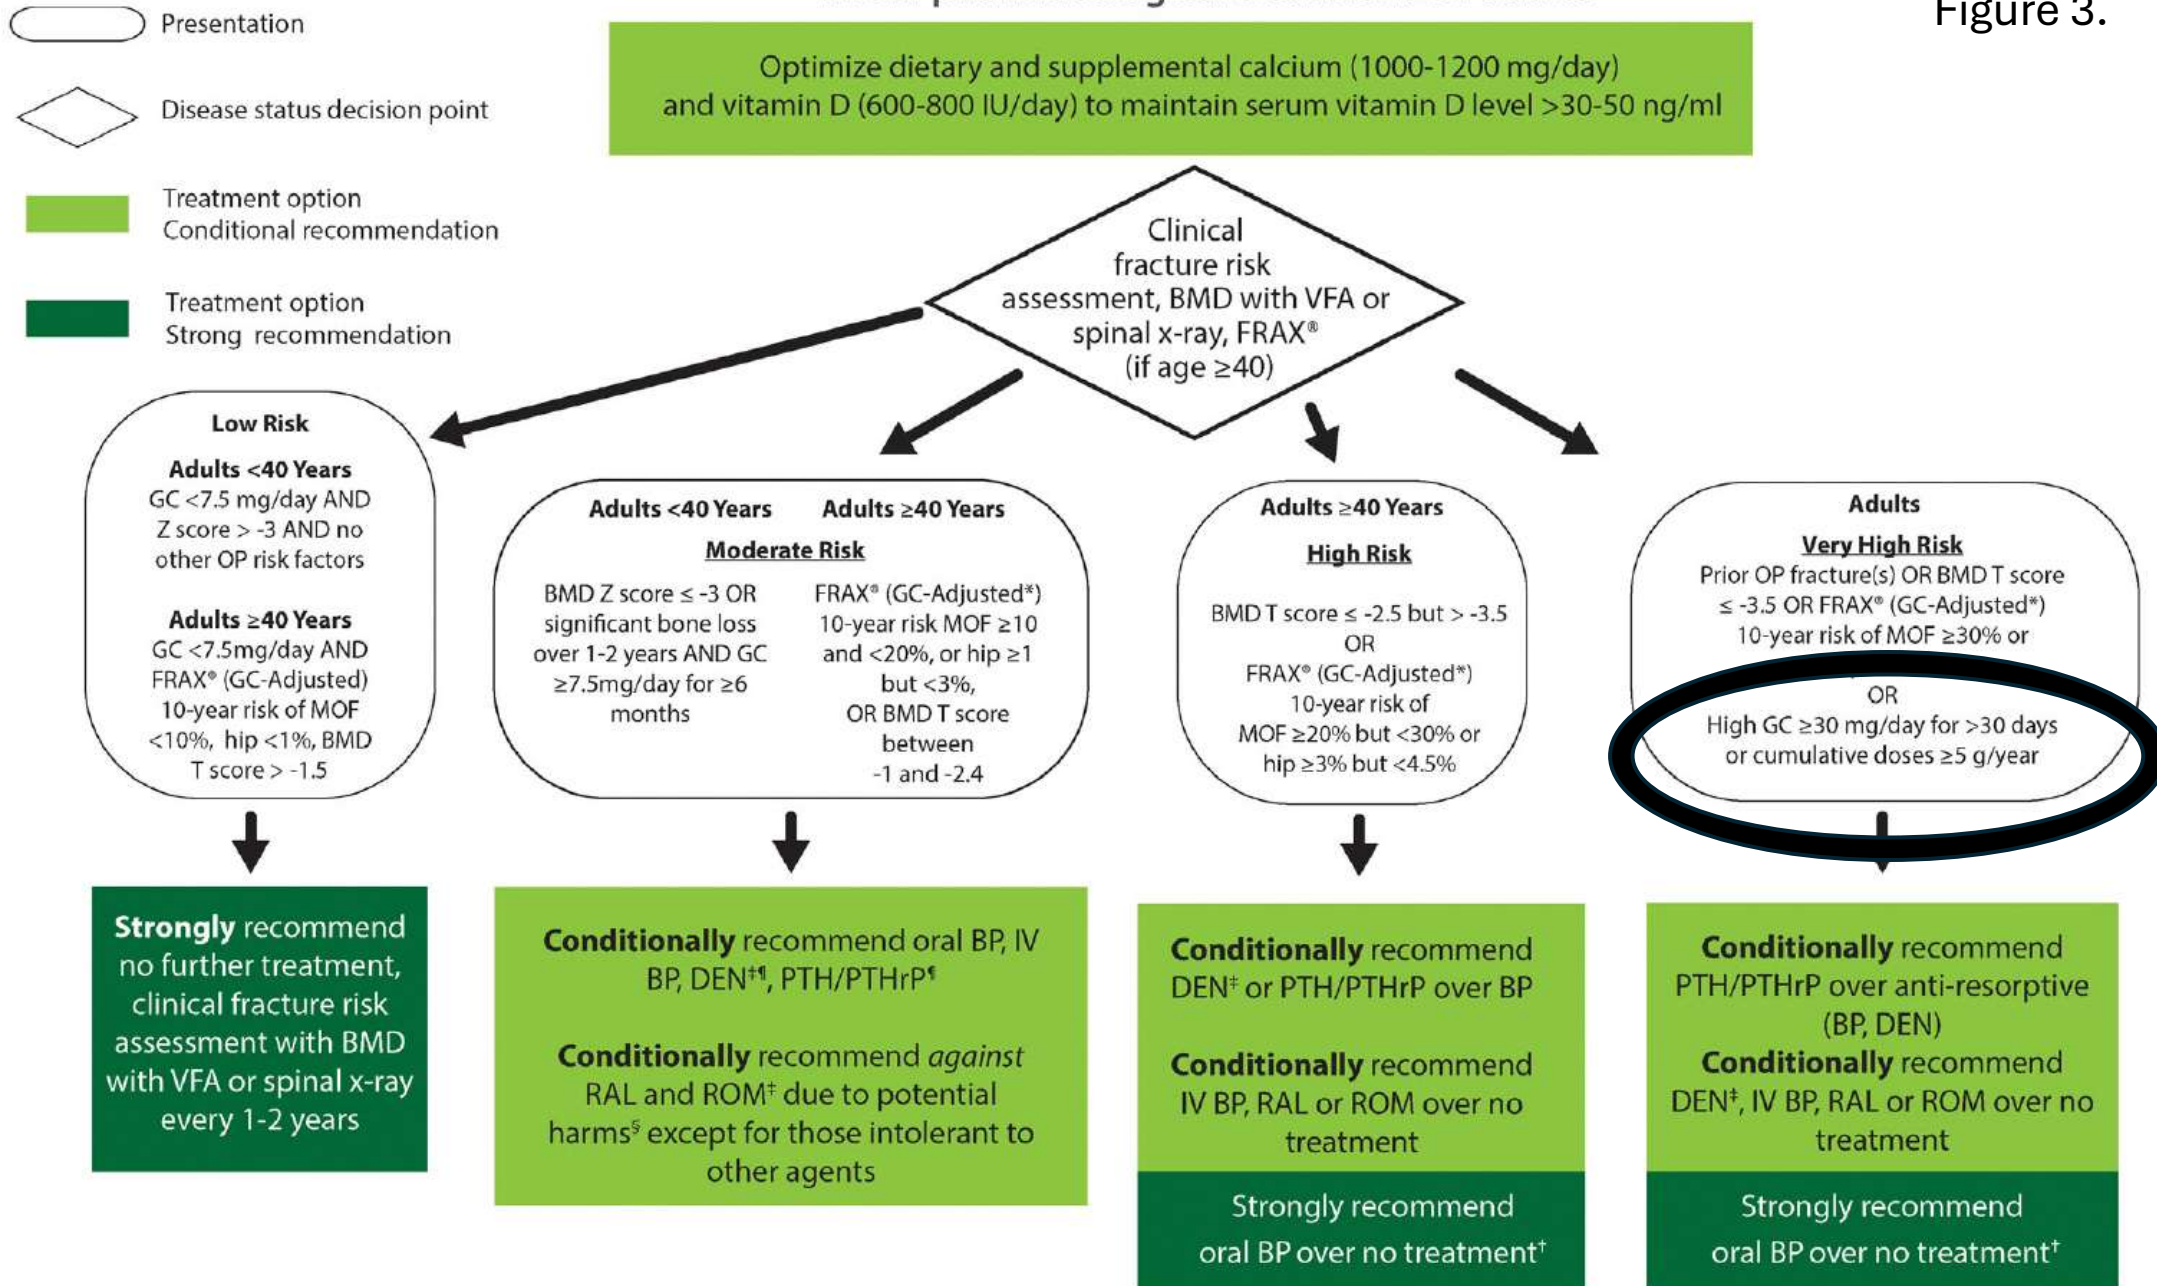 Figure 3.
Presentation
Disease status decision point
Treatment option
Conditional recommendation
Treatment option
Strong recommendation
Optimize dietary and supplemental calcium (1000-1200 mg/day)
and vitamin D (600-800 IU/day) to maintain serum vitamin D level >30-50 ng/ml
Clinical
fracture risk
assessment, BMD with VFA or
spinal x-ray, FRAX®
(if age ≥40)
Low Risk
Adults <40 Years
GC <7.5 mg/day AND
Z score > -3 AND no
other OP risk factors
Adults ≥40 Years
GC <7.5mg/day AND
FRAX® (GC-Adjusted)
10-year risk of MOF
<10%, hip <1%, BMD
T score > -1.5
Adults <40 Years Adults ≥40 Years
Moderate Risk
BMD Z score ≤ -3 OR
significant bone loss
over 1-2 years AND GC
≥7.5mg/day for ≥6
months
FRAX® (GC-Adjusted*)
10-year risk MOF ≥10
and <20%, or hip ≥1
but <3%,
OR BMD T score
between
-1 and -2.4
Adults ≥40 Years
High Risk
BMD T score ≤ -2.5 but > -3.5
OR
FRAX® (GC-Adjusted*)
10-year risk of
MOF ≥20% but <30% or
hip ≥3% but <4.5%
Adults
Very High Risk
Prior OP fracture(s) OR BMD T score
≤ -3.5 OR FRAX® (GC-Adjusted*)
10-year risk of MOF ≥30% or
OR
High GC ≥30 mg/day for >30 days
or cumulative doses ≥5 g/year
Strongly recommend
no further treatment,
clinical fracture risk
assessment with BMD
with VFA or spinal x-ray
every 1-2 years
Conditionally recommend oral BP, IV
BP, DEN‡¶, PTH/PTHrP¶
Conditionally recommend against
RAL and ROM‡ due to potential
harms§ except for those intolerant to
other agents
Conditionally recommend
DEN‡ or PTH/PTHrP over BP
Conditionally recommend
IV BP, RAL or ROM over no
treatment
Strongly recommend
oral BP over no treatment†
Conditionally recommend
PTH/PTHrP over anti-resorptive
(BP, DEN)
Conditionally recommend
DEN‡, IV BP, RAL or ROM over no
treatment
Strongly recommend
oral BP over no treatment†